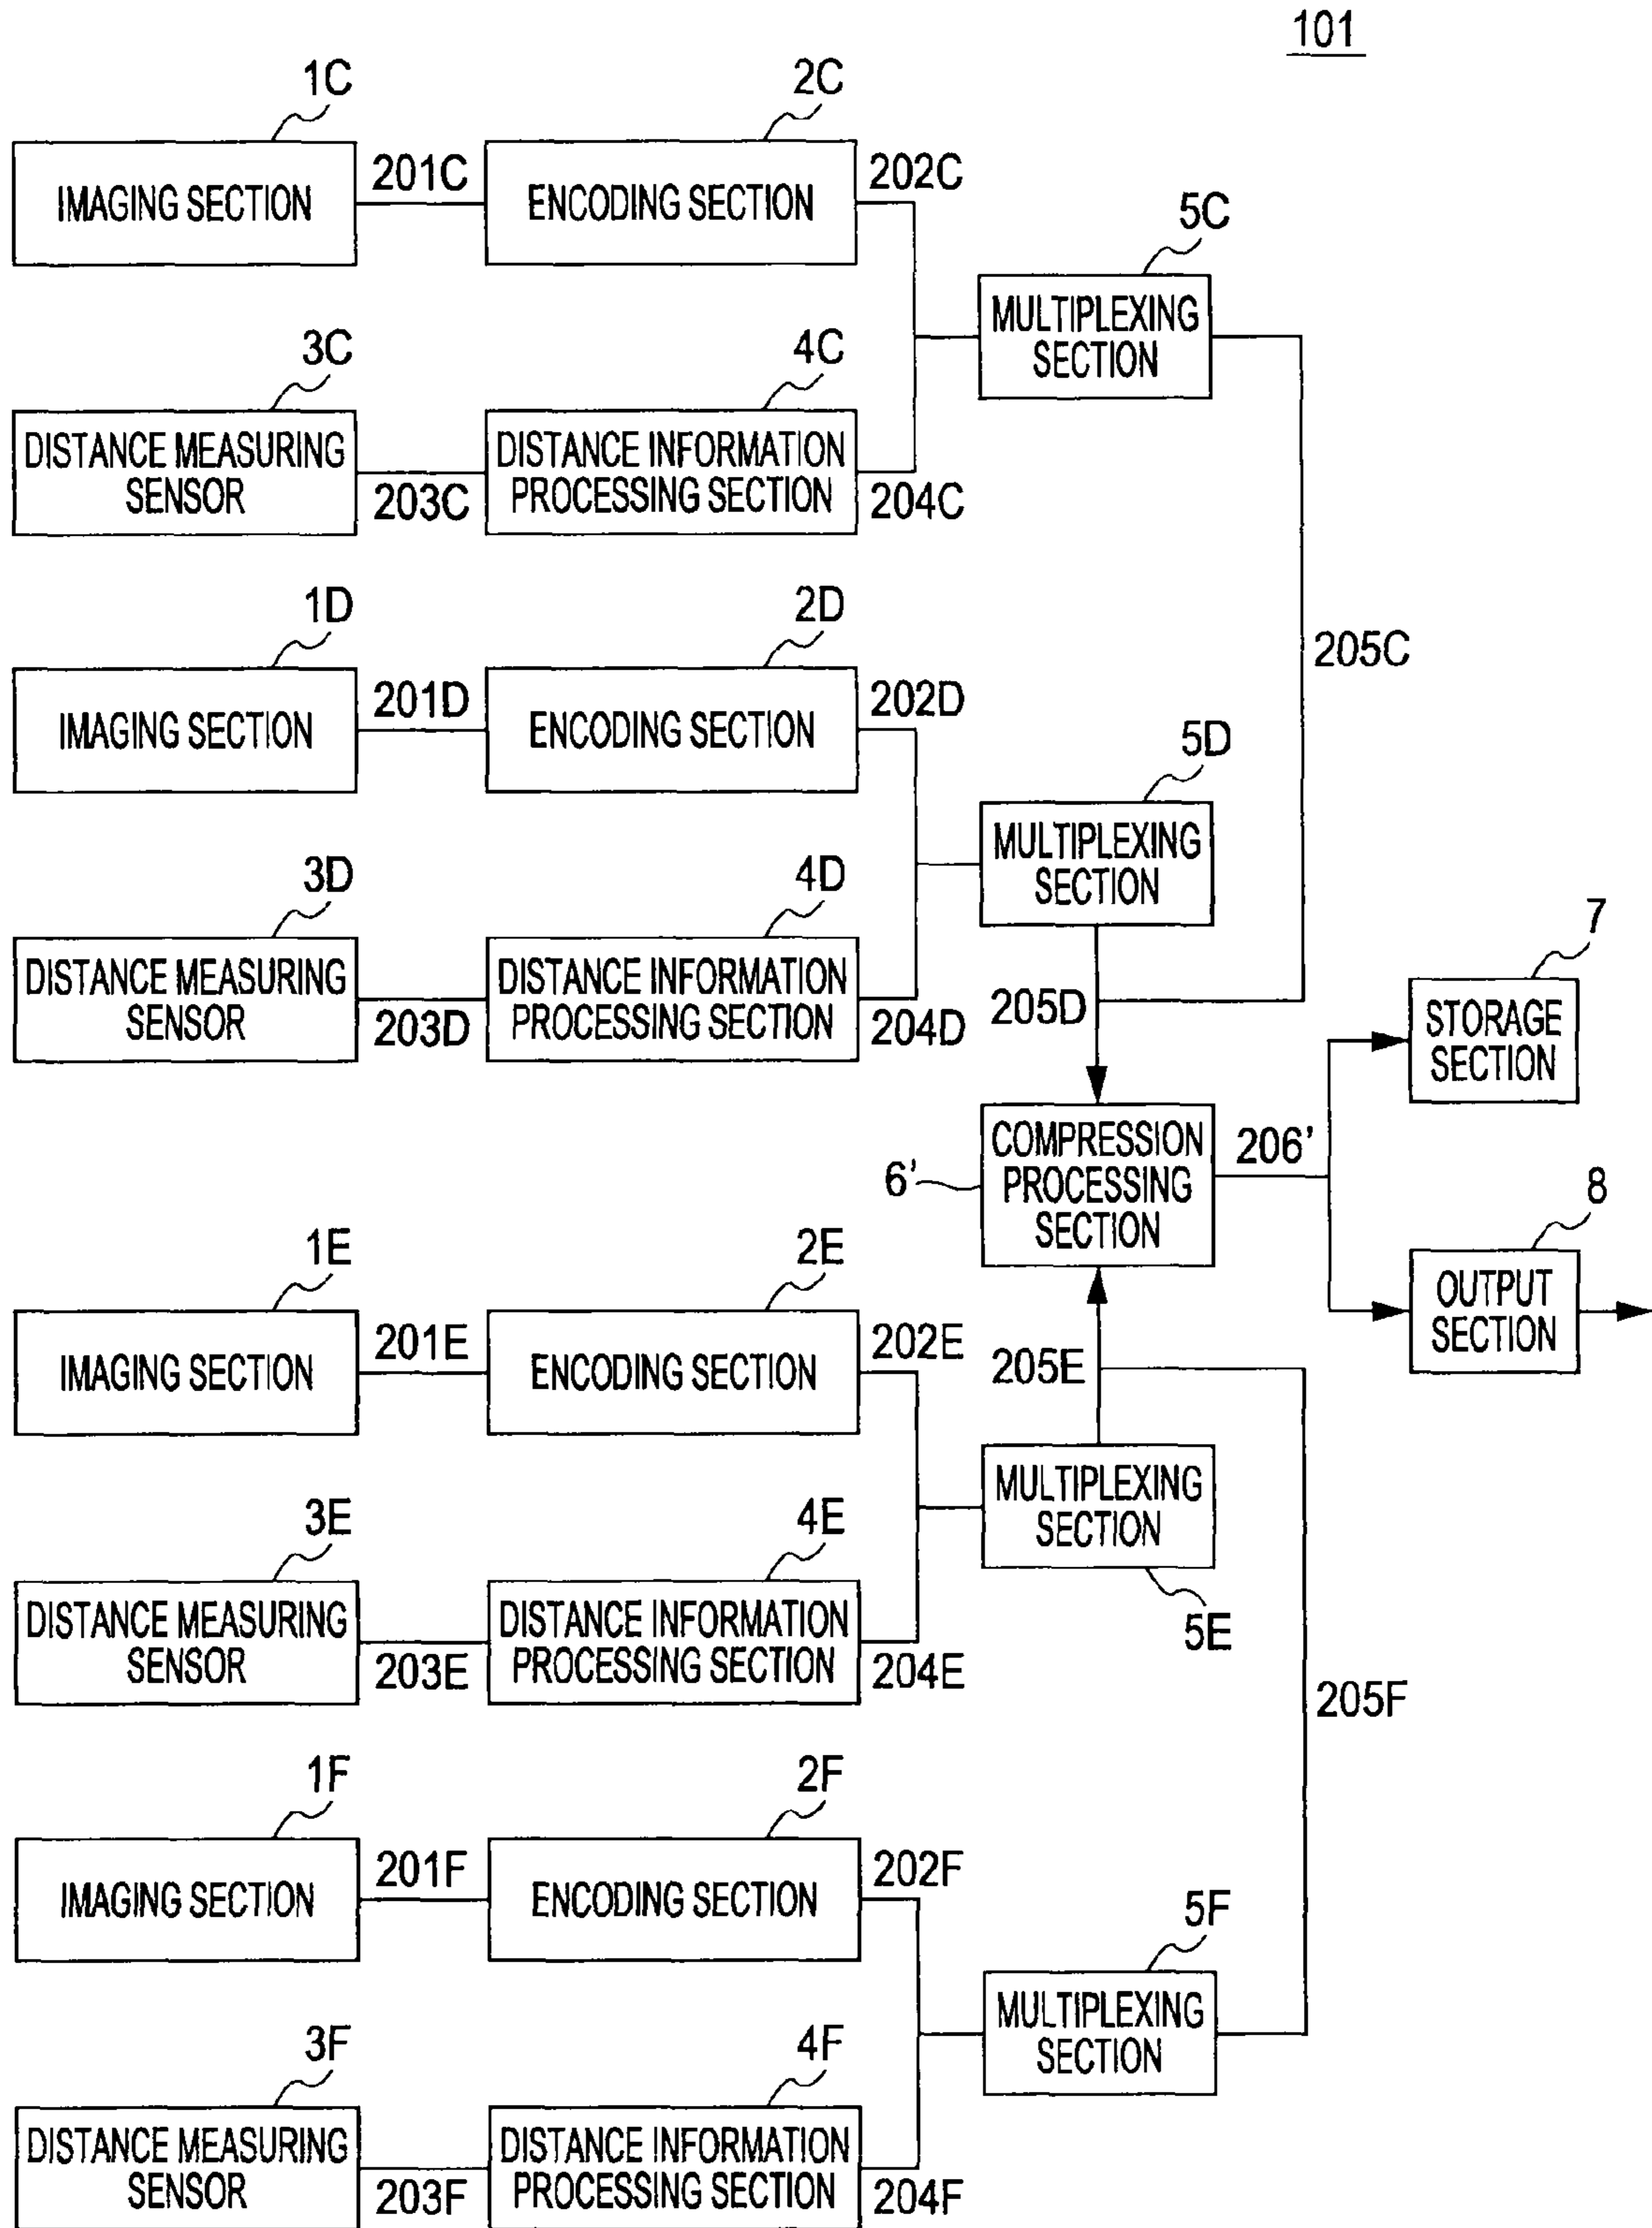 101
1C
2C
IMAGING SECTION
201C
ENCODING SECTION
202C
5C
MULTIPLEXING
SECTION
3C
4C
DISTANCE MEASURING
SENSOR
203C
DISTANCE INFORMATION
PROCESSING SECTION
204C
205C
1D
2D
IMAGING SECTION
201D
ENCODING SECTION
202D
5D
MULTIPLEXING
SECTION
3D
4D
DISTANCE MEASURING
SENSOR
203D
DISTANCE INFORMATION
PROCESSING SECTION
204D
205D
7
STORAGE
SECTION
6'
COMPRESSION
PROCESSING
SECTION
206'
8
OUTPUT
SECTION
1E
2E
IMAGING SECTION
201E
ENCODING SECTION
202E
205E
MULTIPLEXING
SECTION
5E
3E
4E
DISTANCE MEASURING
SENSOR
203E
DISTANCE INFORMATION
PROCESSING SECTION
204E
205F
1F
2F
IMAGING SECTION
201F
ENCODING SECTION
202F
5F
MULTIPLEXING
SECTION
3F
4F
DISTANCE MEASURING
SENSOR
203F
DISTANCE INFORMATION
PROCESSING SECTION
204F